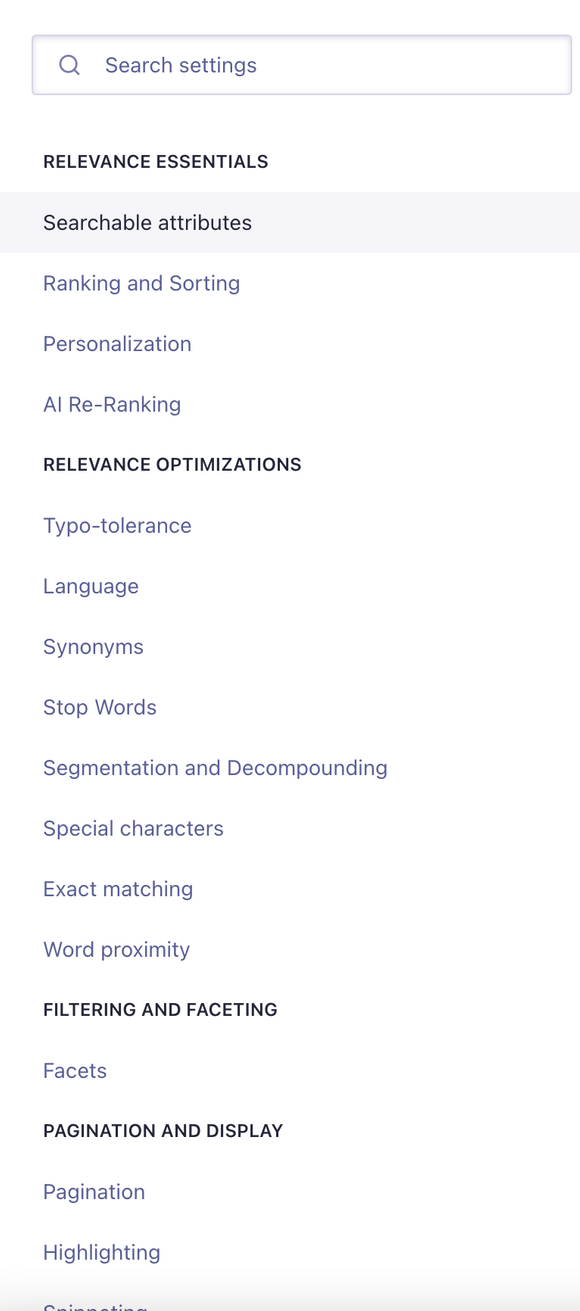 Search settings
RELEVANCE ESSENTIALS
Searchable attributes
Ranking and Sorting
Personalization
AI Re-Ranking
RELEVANCE OPTIMIZATIONS
Typo-tolerance
Language
Synonyms
Stop Words
Segmentation and Decompounding
Special characters
Exact matching
Word proximity
FILTERING AND FACETING
Facets
PAGINATION AND DISPLAY
Pagination
Highlighting
Snippeting